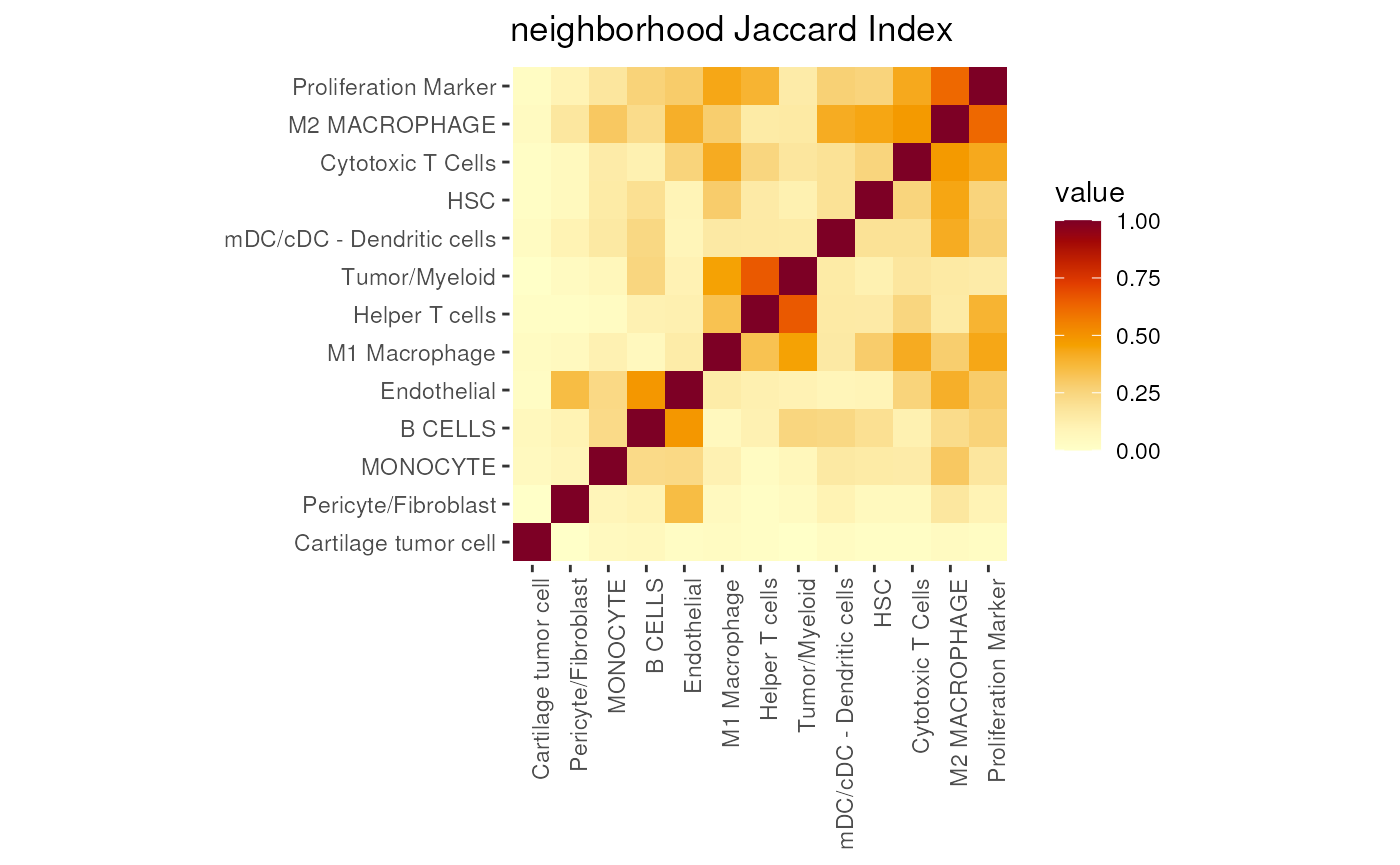 neighborhood Jaccard Index
Proliferation Marker
M2 MACROPHAGE
Cytotoxic T Cells
HSC
mDC/cDC - Dendritic cells
Tumor/Myeloid
Helper T cells
M1 Macrophage
Endothelial
B CELLS
MONOCYTE
Pericyte/Fibroblast
Cartilage tumor cell
Cartilage tumor cell
Pericyte/Fibroblast
MONOCYTE
B CELLS
Endothelial
M1 Macrophage
Helper T cells
Tumor/Myeloid
mDC/cDC - Dendritic cells
HSC
Cytotoxic T Cells
M2 MACROPHAGE
Proliferation Marker
value
1.00
0.75
0.50
0.25
0.00